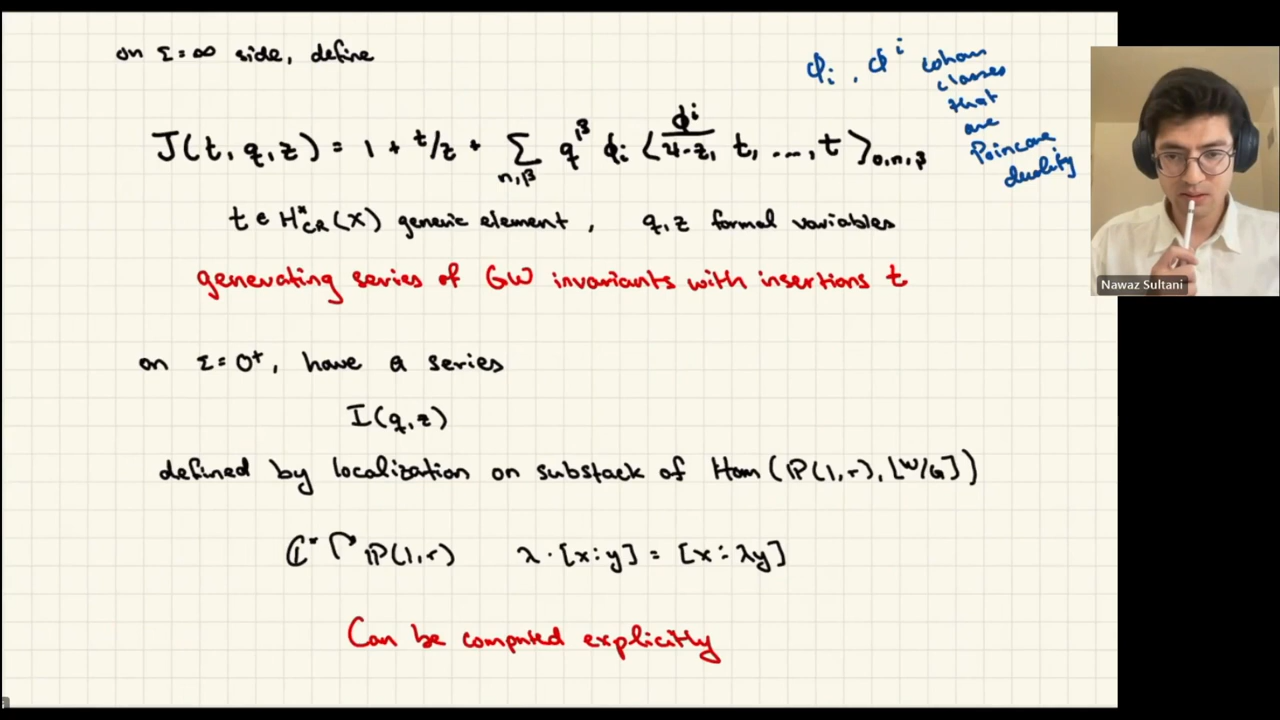 on Σ=∞ side, define
ϕᵢ, ϕⁱ cohom classes that are Poincare duality
J(t,q,z) = 1 + t/z + ∑_{n,β} q^β ϕᵢ ⟨ϕⁱ/(ψ-z), t, ..., t⟩_{0,n,β}
t ∈ H*_CR(X) generic element, q,z formal variables
generating series of GW invariants with insertions t
on Σ=0⁺, have a series
I(q,z)
defined by localization on substack of Hom(ℙ(1,r), [W/G])
ℂ* ↷ ℙ(1,r) λ·[x:y] = [x:λy]
Can be computed explicitly
Nawaz Sultani